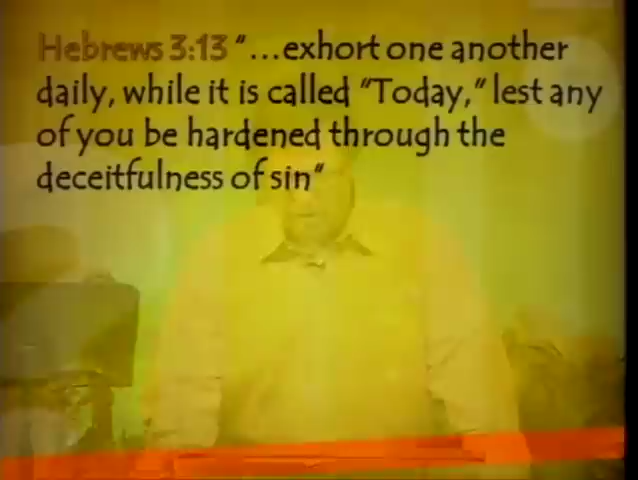 Hebrews 3:13 "...exhort one another
daily, while it is called "Today," lest any
of you be hardened through the
deceitfulness of sin"